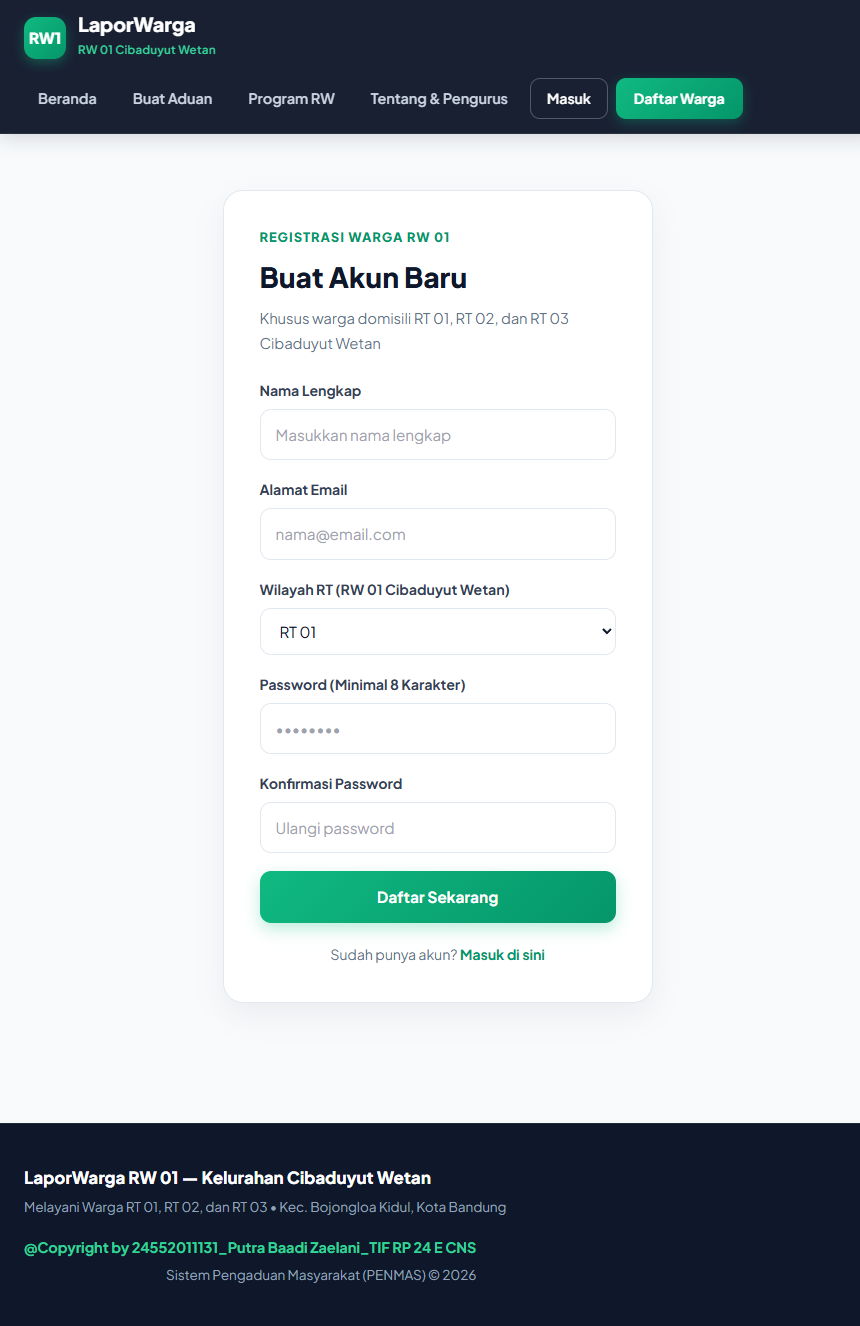 RW1
LaporWarga
RW 01 Cibaduyut Wetan
Beranda Buat Aduan Program RW Tentang & Pengurus Masuk Daftar Warga
REGISTRASI WARGA RW 01
Buat Akun Baru
Khusus warga domisili RT 01, RT 02, dan RT 03
Cibaduyut Wetan
Nama Lengkap
Masukkan nama lengkap
Alamat Email
nama@email.com
Wilayah RT (RW 01 Cibaduyut Wetan)
RT 01
Password (Minimal 8 Karakter)
••••••••
Konfirmasi Password
Ulangi password
Daftar Sekarang
Sudah punya akun? Masuk di sini
LaporWarga RW 01 — Kelurahan Cibaduyut Wetan
Melayani Warga RT 01, RT 02, dan RT 03 • Kec. Bojongloa Kidul, Kota Bandung
@Copyright by 24552011131_Putra Baadi Zaelani_TIF RP 24 E CNS
Sistem Pengaduan Masyarakat (PENMAS) © 2026